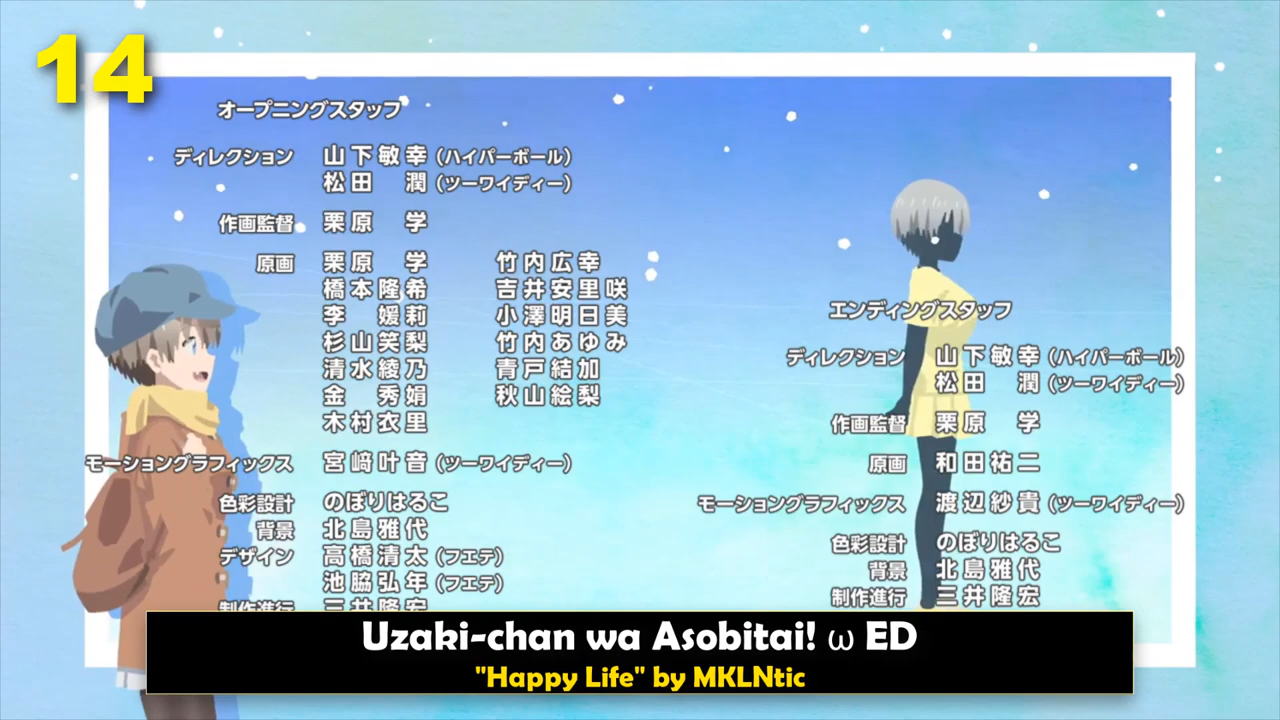 14
オープニングスタッフ
ディレクション 山下敏幸(ハイパーボール)
松田 潤(ツーワイディー)
作画監督 栗原 学
原画 栗原 学 竹内広幸
橋本隆希 吉井安里咲
李 媛莉 小澤明日美
杉山笑梨 竹内あゆみ
清水綾乃 青戸結加
金 秀娟 秋山絵梨
木村衣里
モーショングラフィックス 宮﨑叶音(ツーワイディー)
色彩設計 のぼりはるこ
背景 北島雅代
デザイン 高橋清太(フエテ)
池脇弘年(フエテ)
制作進行 三井隆宏
エンディングスタッフ
ディレクション 山下敏幸(ハイパーボール)
松田 潤(ツーワイディー)
作画監督 栗原 学
原画 和田祐二
モーショングラフィックス 渡辺紗貴(ツーワイディー)
色彩設計 のぼりはるこ
背景 北島雅代
制作進行 三井隆宏
Uzaki-chan wa Asobitai! ω ED
"Happy Life" by MKLNtic